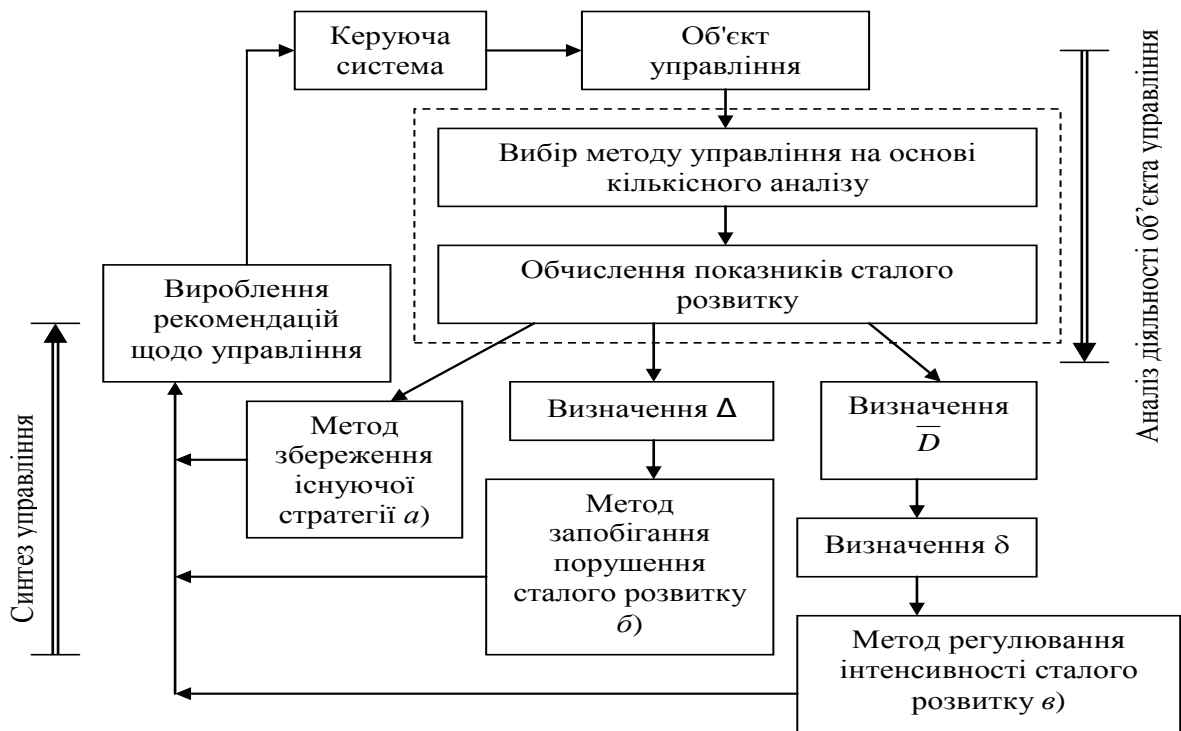 Керуюча
система
Об'єкт
управління
Вибір методу управління на основі
кількісного аналізу
Обчислення показників сталого
розвитку
Вироблення
рекомендацій
щодо управління
Метод
збереження
існуючої
стратегії а)
Визначення Δ
Визначення
D̅
Метод
запобігання
порушення
сталого розвитку
б)
Визначення δ
Метод регулювання
інтенсивності сталого
розвитку в)
Синтез управління
Аналіз діяльності об’єкта управління